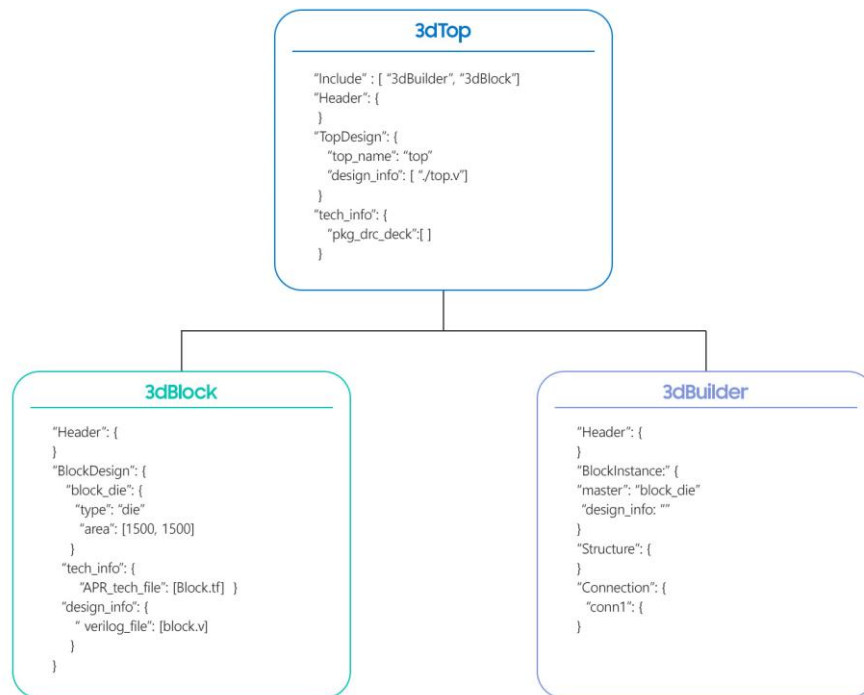 3dTop
"Include" : [ "3dBuilder", "3dBlock"]
"Header": {
}
"TopDesign": {
"top_name": "top"
"design_info": [ "./top.v"]
}
"tech_info": {
"pkg_drc_deck":[ ]
}
3dBlock
"Header": {
}
"BlockDesign": {
"block_die": {
"type": "die"
"area": [1500, 1500]
}
"tech_info": {
"APR_tech_file": [Block.tf] }
"design_info": {
" verilog_file": [block.v]
}
}
3dBuilder
"Header": {
}
"BlockInstance:" {
"master": "block_die"
"design_info: ""
}
"Structure": {
}
"Connection": {
"conn1": {
}